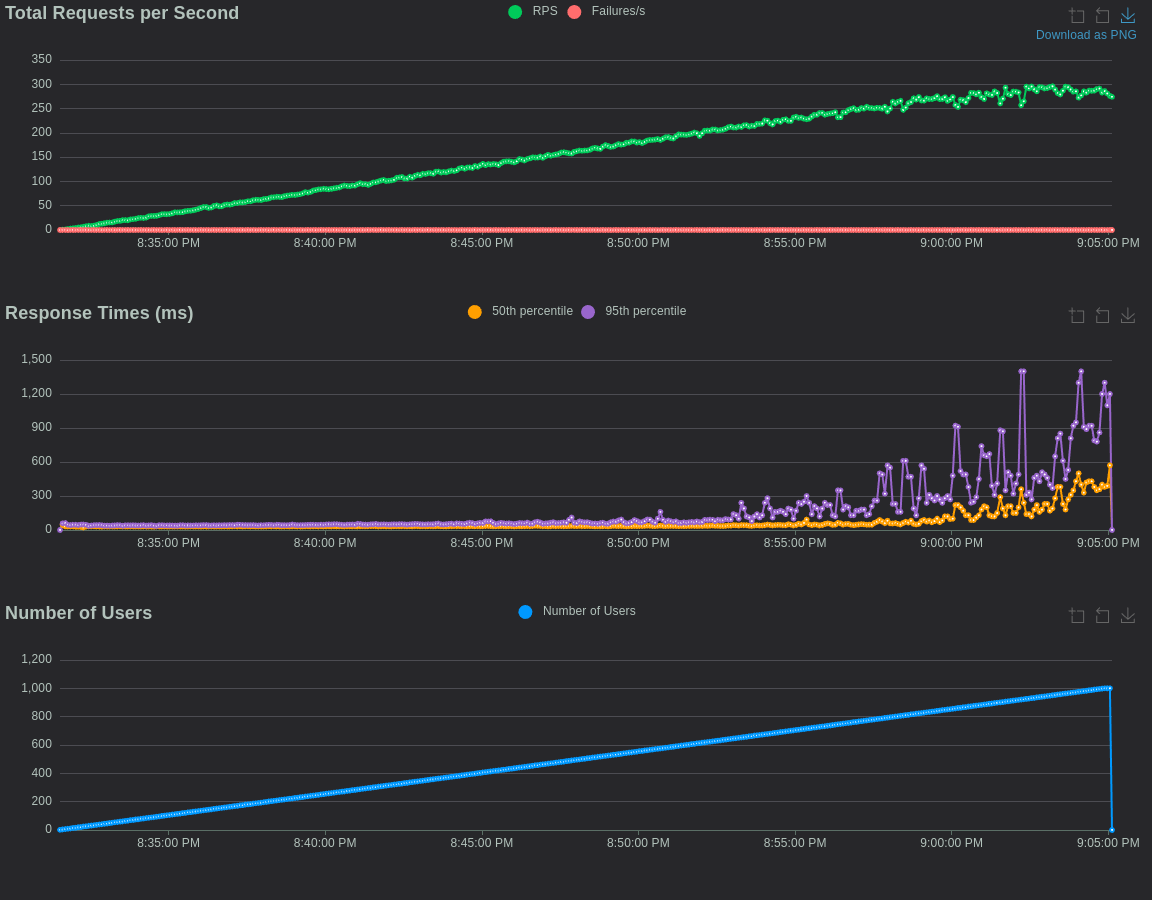 Total Requests per Second
RPS Failures/s
Download as PNG
350
300
250
200
150
100
50
0
8:35:00 PM 8:40:00 PM 8:45:00 PM 8:50:00 PM 8:55:00 PM 9:00:00 PM 9:05:00 PM
Response Times (ms)
50th percentile 95th percentile
1,500
1,200
900
600
300
0
8:35:00 PM 8:40:00 PM 8:45:00 PM 8:50:00 PM 8:55:00 PM 9:00:00 PM 9:05:00 PM
Number of Users
Number of Users
1,200
1,000
800
600
400
200
0
8:35:00 PM 8:40:00 PM 8:45:00 PM 8:50:00 PM 8:55:00 PM 9:00:00 PM 9:05:00 PM